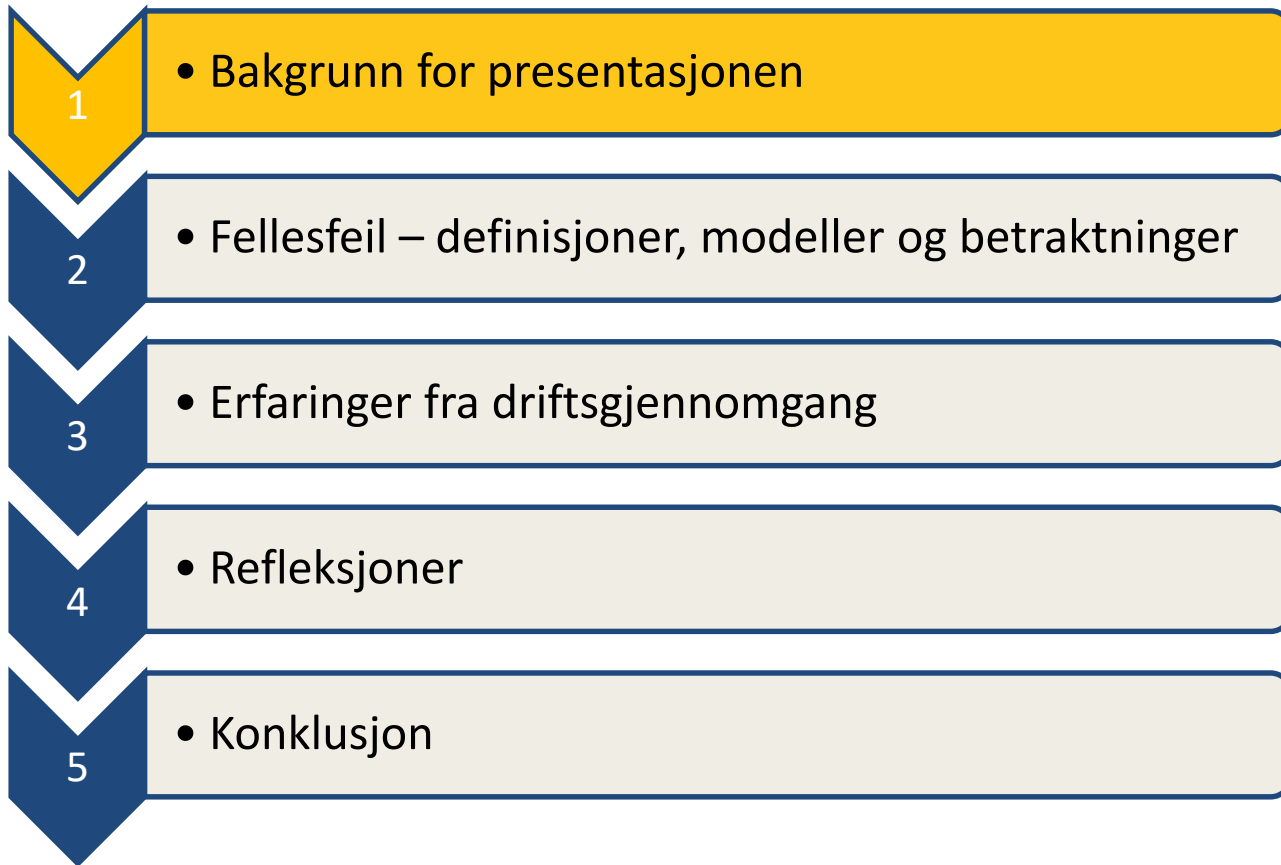 1
• Bakgrunn for presentasjonen
2
• Fellesfeil – definisjoner, modeller og betraktninger
3
• Erfaringer fra driftsgjennomgang
4
• Refleksjoner
5
• Konklusjon